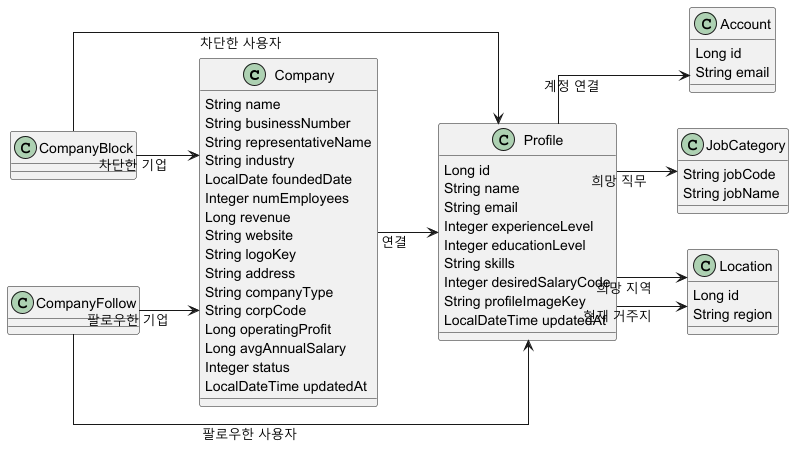 C Account
Long id
String email
차단한 사용자
C Company
String name
String businessNumber
String representativeName
String industry
LocalDate foundedDate
Integer numEmployees
Long revenue
String website
String logoKey
String address
String companyType
String corpCode
Long operatingProfit
Long avgAnnualSalary
Integer status
LocalDateTime updatedAt
C CompanyBlock
차단한 기업
C CompanyFollow
팔로우한 기업
팔로우한 사용자
연결
C Profile
Long id
String name
String email
Integer experienceLevel
Integer educationLevel
String skills
Integer desiredSalaryCode
String profileImageKey
LocalDateTime updatedAt
계정 연결
희망 직무
희망 지역
현재 거주지
C JobCategory
String jobCode
String jobName
C Location
Long id
String region